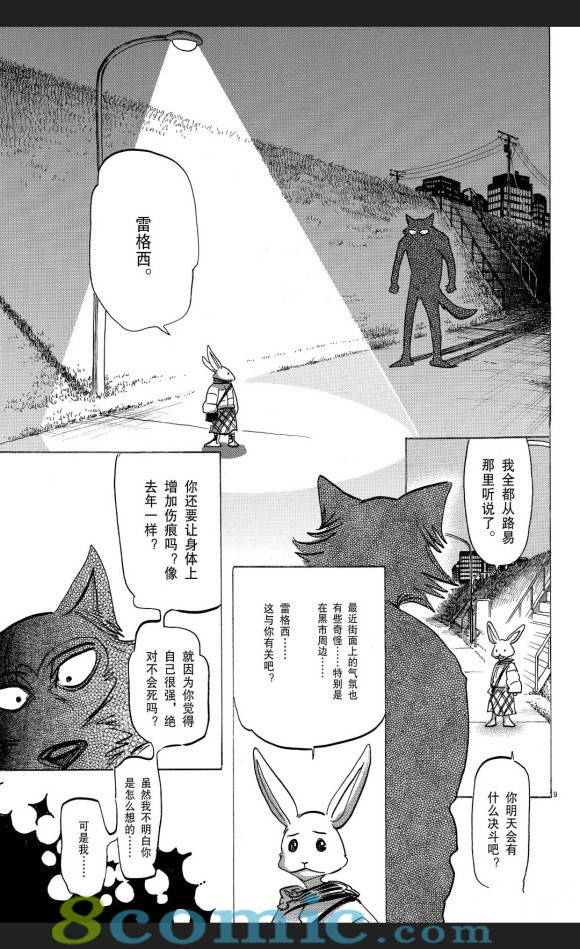 雷格西。
我全都从路易
那里听说了。
你明天会有
什么决斗吧？
最近街面上的气氛也
有些奇怪……特别是
在黑市周边……
雷格西……
这与你有关吧？
你还要让身体上
增加伤痕吗？像
去年一样？
就因为你觉得
自己很强，绝
对不会死吗？
虽然我不明白你
是怎么想的……
可是我……
9
8comic.com